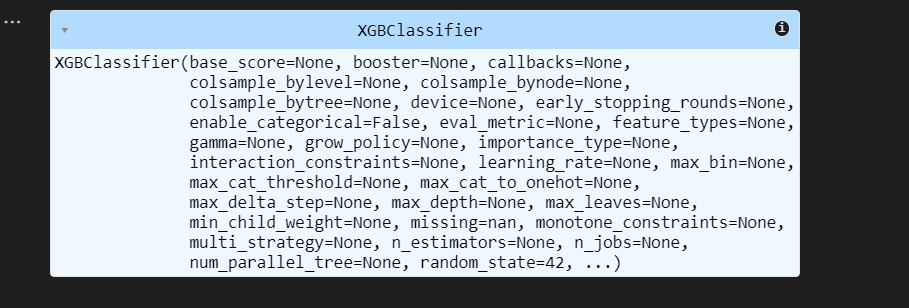 ...
XGBClassifier
i
XGBClassifier(base_score=None, booster=None, callbacks=None,
colsample_bylevel=None, colsample_bynode=None,
colsample_bytree=None, device=None, early_stopping_rounds=None,
enable_categorical=False, eval_metric=None, feature_types=None,
gamma=None, grow_policy=None, importance_type=None,
interaction_constraints=None, learning_rate=None, max_bin=None,
max_cat_threshold=None, max_cat_to_onehot=None,
max_delta_step=None, max_depth=None, max_leaves=None,
min_child_weight=None, missing=nan, monotone_constraints=None,
multi_strategy=None, n_estimators=None, n_jobs=None,
num_parallel_tree=None, random_state=42, ...)